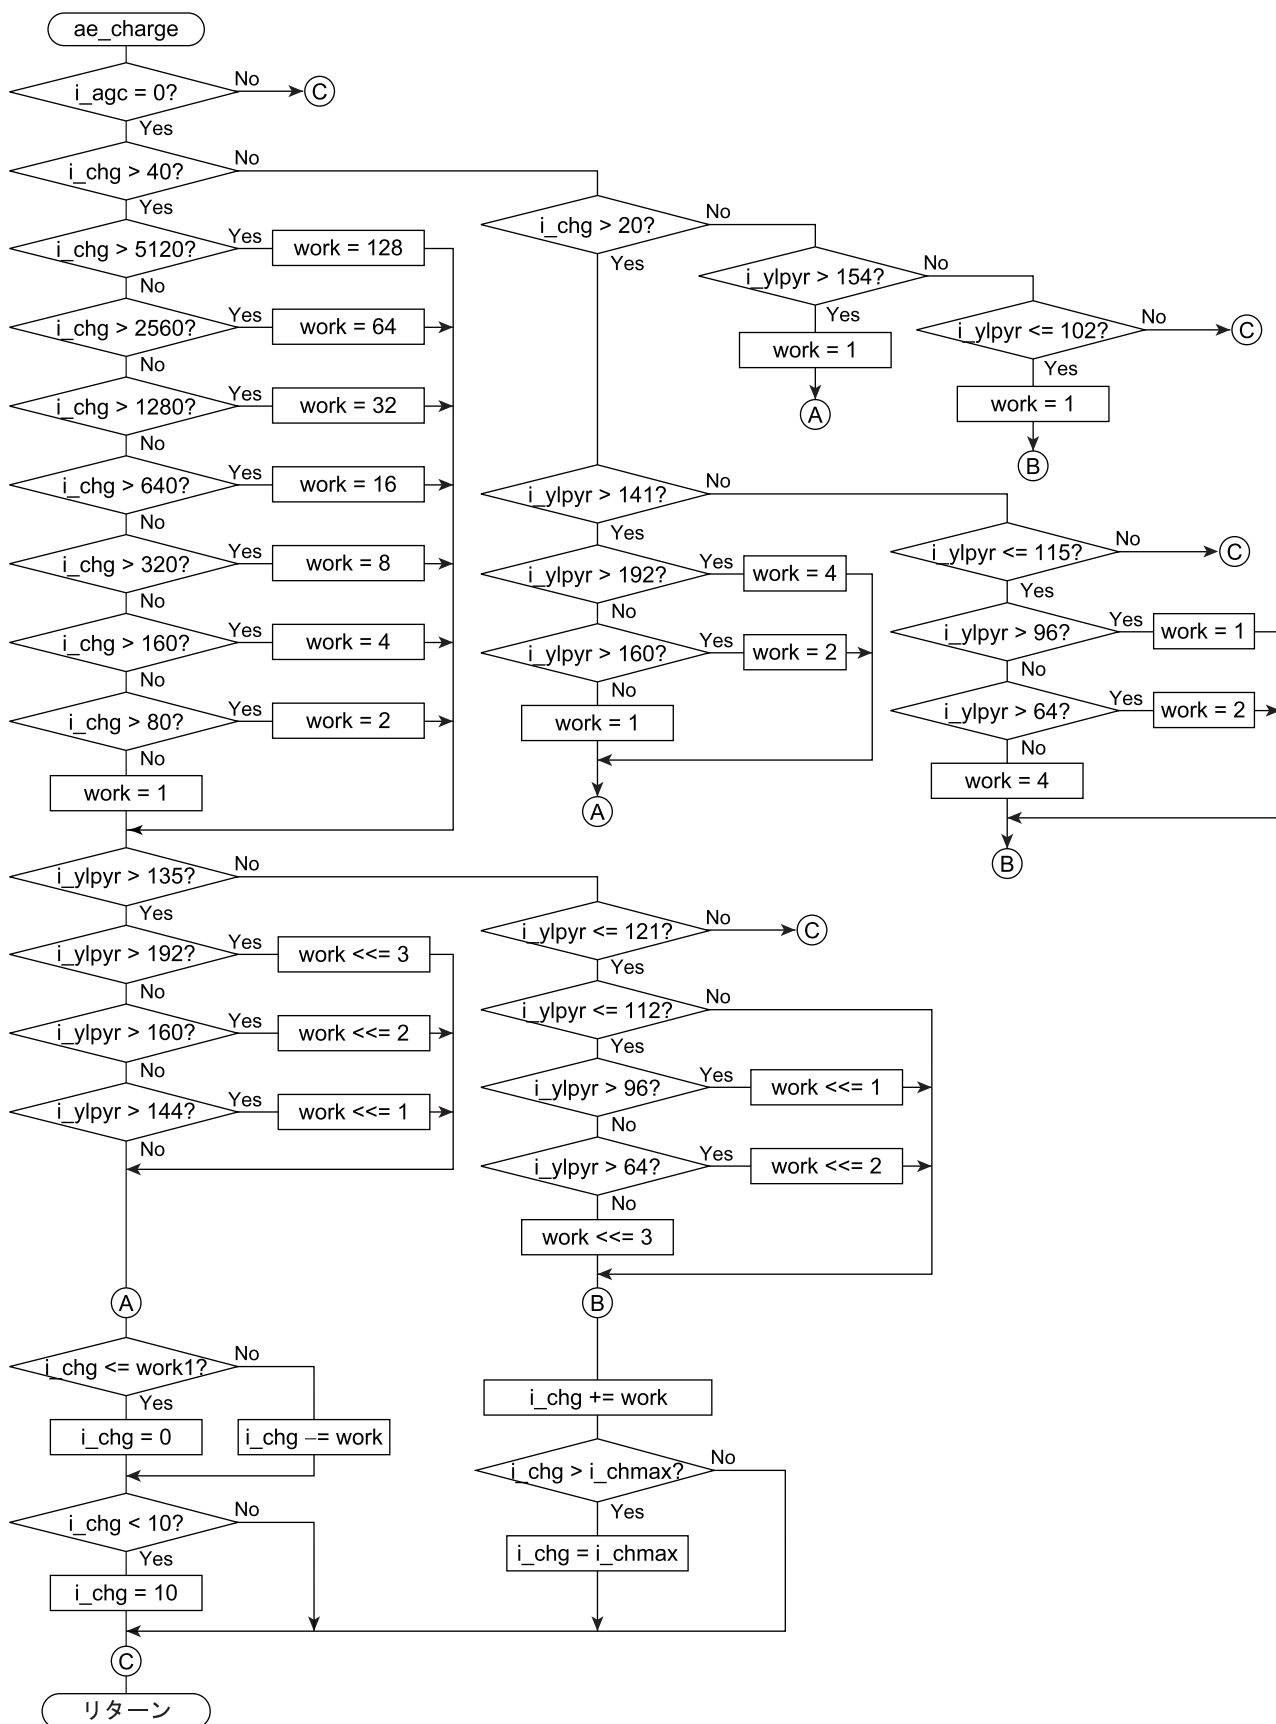 ae_charge
i_agc = 0?
No
C
Yes
i_chg > 40?
No
Yes
i_chg > 5120?
Yes
work = 128
No
i_chg > 2560?
Yes
work = 64
No
i_chg > 1280?
Yes
work = 32
No
i_chg > 640?
Yes
work = 16
No
i_chg > 320?
Yes
work = 8
No
i_chg > 160?
Yes
work = 4
No
i_chg > 80?
Yes
work = 2
No
work = 1
i_chg > 20?
No
Yes
i_ylpyr > 154?
No
Yes
work = 1
A
i_ylpyr <= 102?
No
C
Yes
work = 1
B
i_ylpyr > 141?
No
Yes
i_ylpyr > 192?
Yes
work = 4
No
i_ylpyr > 160?
Yes
work = 2
No
work = 1
A
i_ylpyr <= 115?
No
C
Yes
i_ylpyr > 96?
Yes
work = 1
No
i_ylpyr > 64?
Yes
work = 2
No
work = 4
B
i_ylpyr > 135?
No
Yes
i_ylpyr > 192?
Yes
work <<= 3
No
i_ylpyr > 160?
Yes
work <<= 2
No
i_ylpyr > 144?
Yes
work <<= 1
No
i_ylpyr <= 121?
No
C
Yes
i_ylpyr <= 112?
No
Yes
i_ylpyr > 96?
Yes
work <<= 1
No
i_ylpyr > 64?
Yes
work <<= 2
No
work <<= 3
A
i_chg <= work1?
No
Yes
i_chg = 0
i_chg –= work
i_chg < 10?
No
Yes
i_chg = 10
B
i_chg += work
i_chg > i_chmax?
No
Yes
i_chg = i_chmax
C
リターン